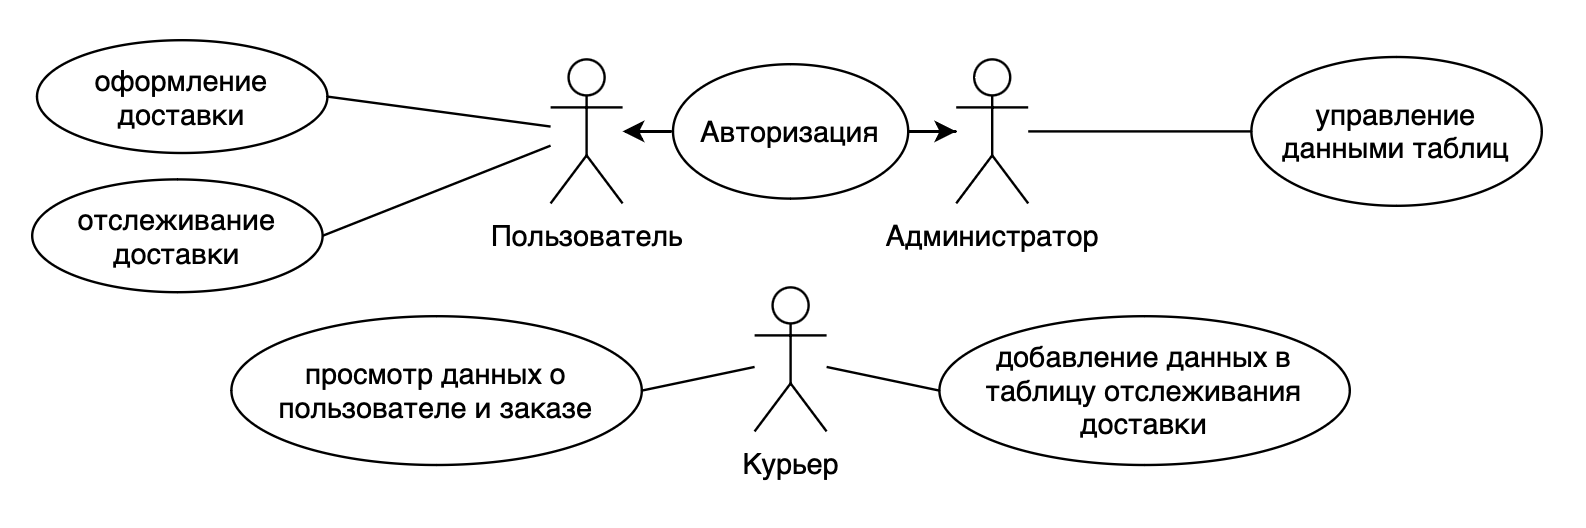 оформление
доставки
отслеживание
доставки
Пользователь
Авторизация
Администратор
управление
данными таблиц
просмотр данных о
пользователе и заказе
Курьер
добавление данных в
таблицу отслеживания
доставки